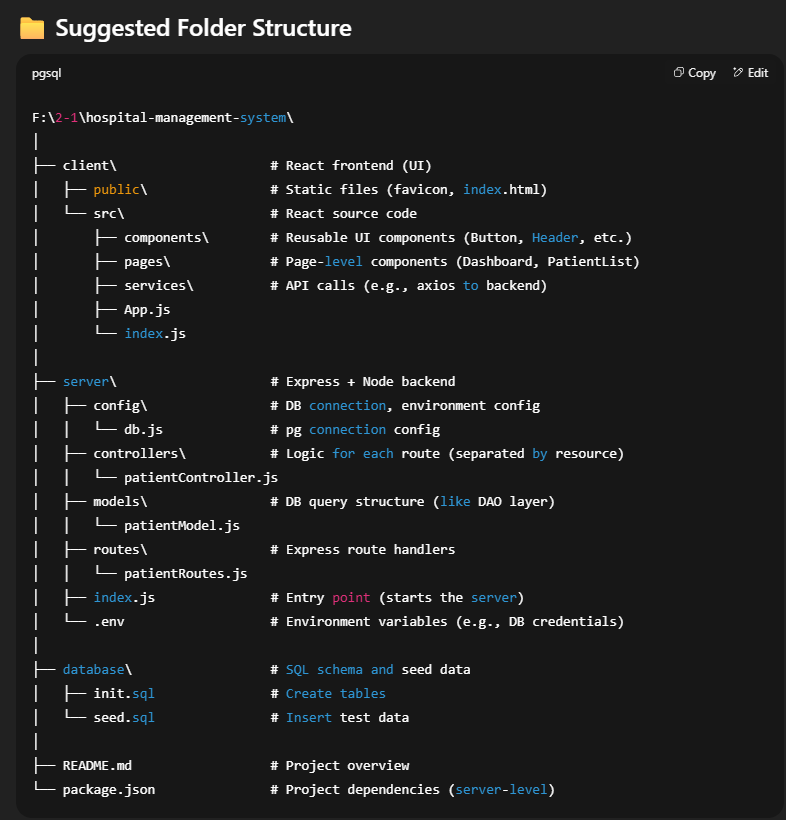 📁 Suggested Folder Structure
pgsql
Copy Edit
F:\2-1\hospital-management-system\
│
├── client\                    # React frontend (UI)
│   ├── public\                # Static files (favicon, index.html)
│   └── src\                   # React source code
│       ├── components\        # Reusable UI components (Button, Header, etc.)
│       ├── pages\             # Page-level components (Dashboard, PatientList)
│       ├── services\          # API calls (e.g., axios to backend)
│       ├── App.js
│       └── index.js
│
├── server\                    # Express + Node backend
│   ├── config\                # DB connection, environment config
│   │   └── db.js              # pg connection config
│   ├── controllers\           # Logic for each route (separated by resource)
│   │   └── patientController.js
│   ├── models\                # DB query structure (like DAO layer)
│   │   └── patientModel.js
│   ├── routes\                # Express route handlers
│   │   └── patientRoutes.js
│   ├── index.js               # Entry point (starts the server)
│   └── .env                   # Environment variables (e.g., DB credentials)
│
├── database\                  # SQL schema and seed data
│   ├── init.sql               # Create tables
│   └── seed.sql               # Insert test data
│
├── README.md                  # Project overview
└── package.json               # Project dependencies (server-level)